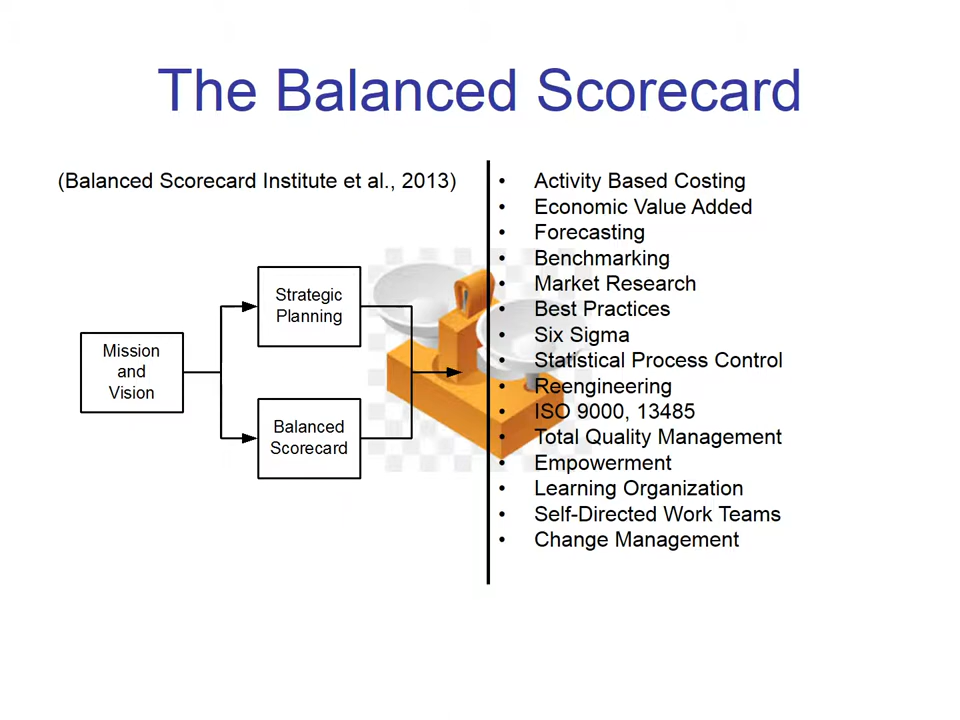 The Balanced Scorecard
(Balanced Scorecard Institute et al., 2013)
Mission
and
Vision
Strategic
Planning
Balanced
Scorecard
• Activity Based Costing
• Economic Value Added
• Forecasting
• Benchmarking
• Market Research
• Best Practices
• Six Sigma
• Statistical Process Control
• Reengineering
• ISO 9000, 13485
• Total Quality Management
• Empowerment
• Learning Organization
• Self-Directed Work Teams
• Change Management